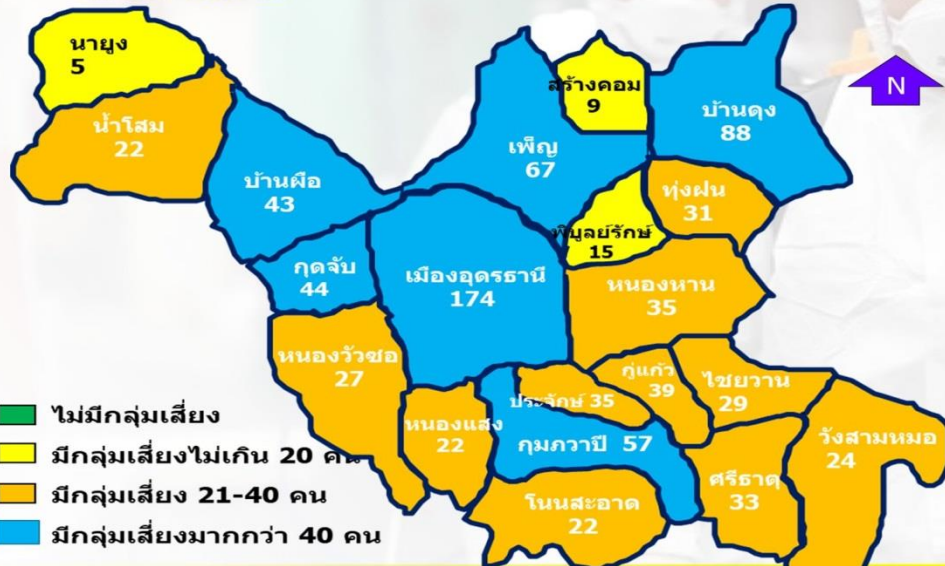 นายูง
5
น้ำโสม
22
บ้านผือ
43
เพ็ญ
67
สร้างคอม
9
N
บ้านดุง
88
ทุ่งฝน
31
พิบูลย์รักษ์
15
กุดจับ
44
เมืองอุดรธานี
174
หนองหาน
35
หนองวัวซอ
27
หนองแสง
22
ประจักษ์ 35
กู่แก้ว
39
ไชยวาน
29
กุมภวาปี 57
วังสามหมอ
24
ศรีธาตุ
33
โนนสะอาด
22
ไม่มีกลุ่มเสี่ยง
มีกลุ่มเสี่ยงไม่เกิน 20 คน
มีกลุ่มเสี่ยง 21-40 คน
มีกลุ่มเสี่ยงมากกว่า 40 คน